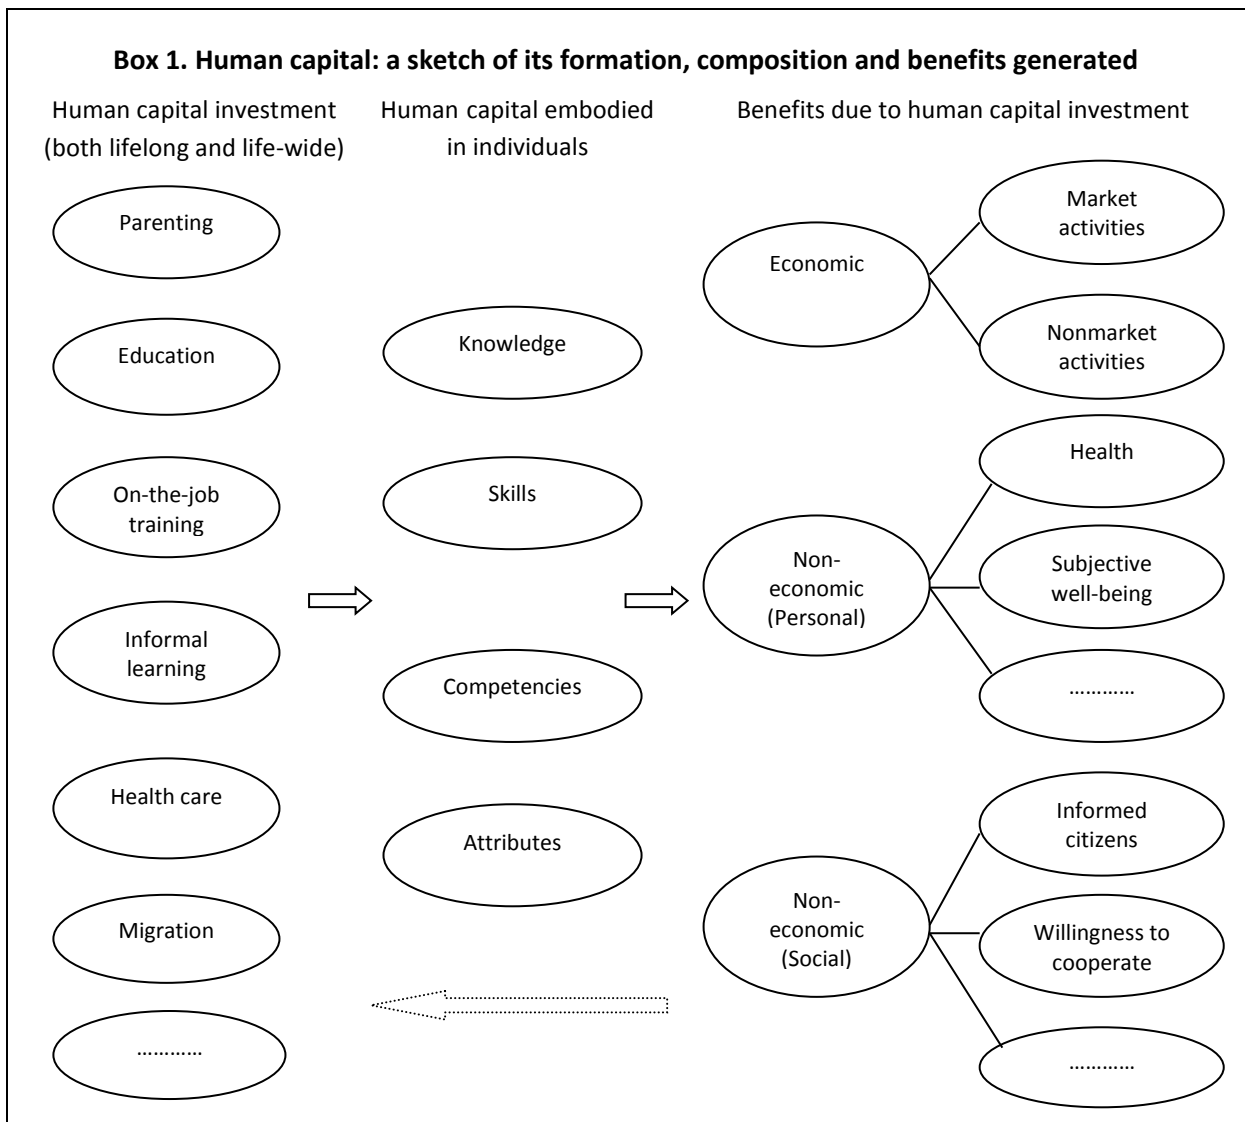 Box 1. Human capital: a sketch of its formation, composition and benefits generated
Human capital investment
(both lifelong and life-wide)
Human capital embodied
in individuals
Benefits due to human capital investment
Parenting
Education
On-the-job
training
Informal
learning
Health care
Migration
…………
Knowledge
Skills
Competencies
Attributes
Economic
Market
activities
Nonmarket
activities
Non-
economic
(Personal)
Health
Subjective
well-being
…………
Non-
economic
(Social)
Informed
citizens
Willingness to
cooperate
…………